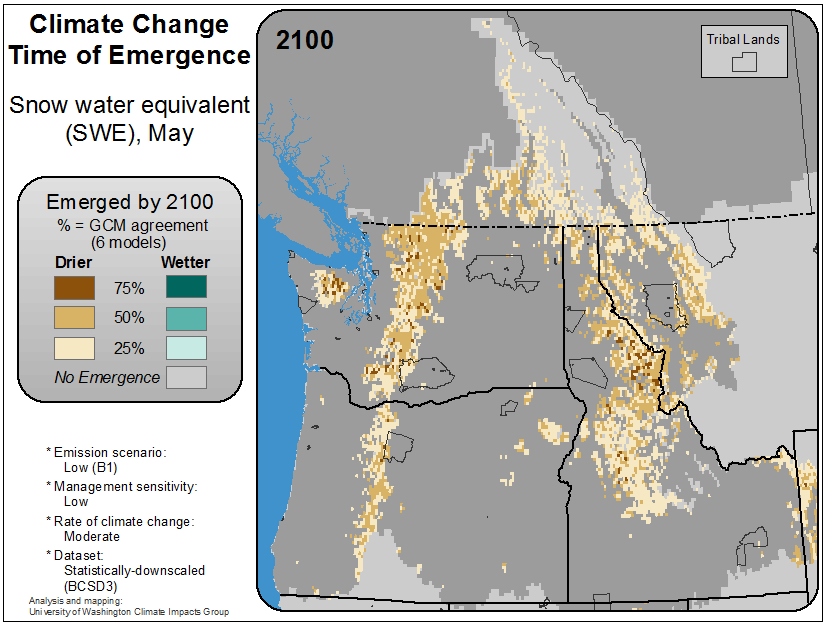 Climate Change
Time of Emergence
Snow water equivalent
(SWE), May
Emerged by 2100
% = GCM agreement
(6 models)
Drier Wetter
75%
50%
25%
No Emergence
* Emission scenario:
Low (B1)
* Management sensitivity:
Low
* Rate of climate change:
Moderate
* Dataset:
Statistically-downscaled
(BCSD3)
Analysis and mapping:
University of Washington Climate Impacts Group
2100
Tribal Lands